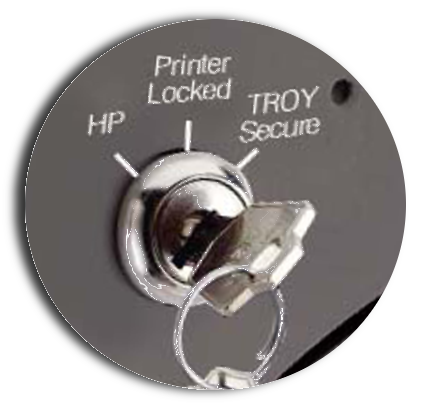 HP
Printer
Locked
TROY
Secure